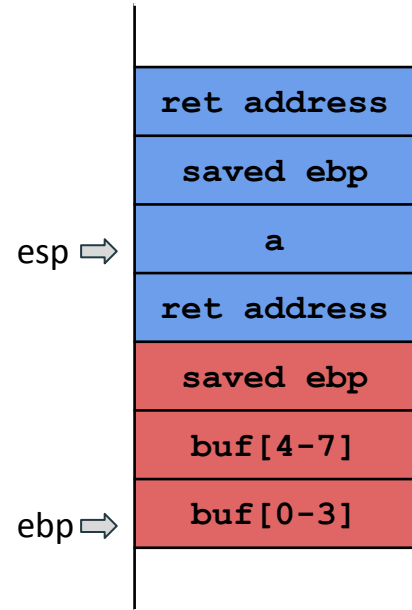 ret address
saved ebp
esp
a
ret address
saved ebp
buf[4-7]
ebp
buf[0-3]